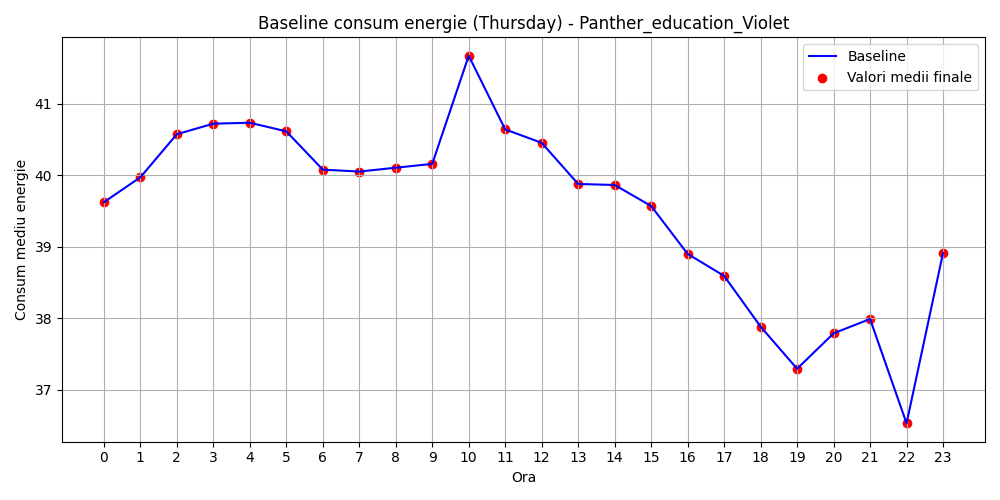 Baseline consum energie (Thursday) - Panther_education_Violet
Baseline
Valori medii finale
Consum mediu energie
41
40
39
38
37
0 1 2 3 4 5 6 7 8 9 10 11 12 13 14 15 16 17 18 19 20 21 22 23
Ora